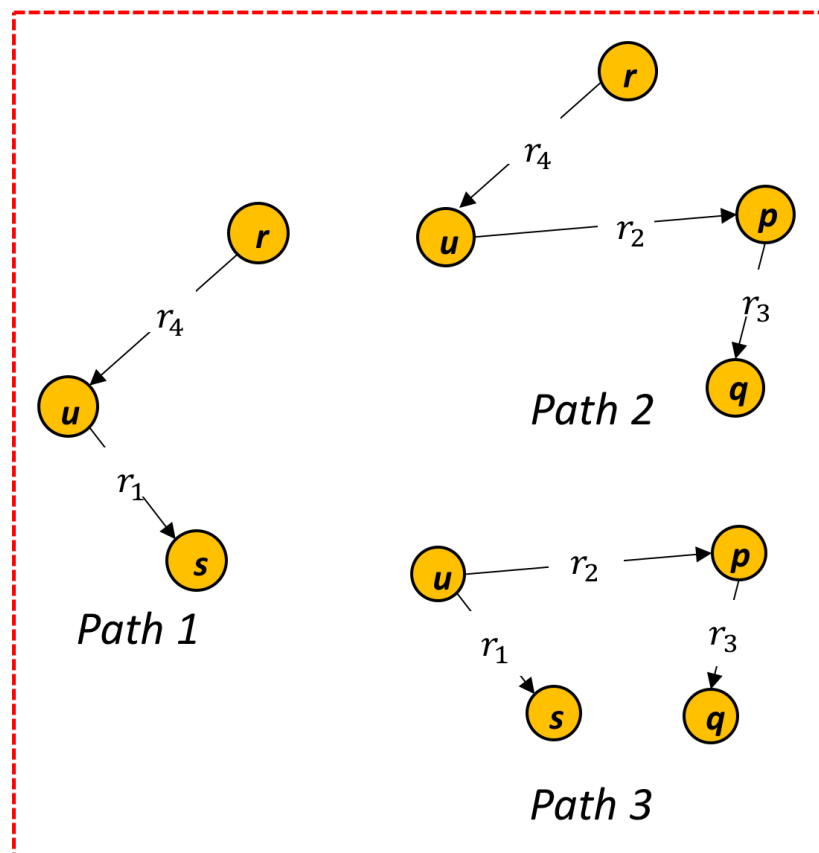 r
r₄
u
r₁
s
Path 1
r
r₄
u
r₂
p
r₃
q
Path 2
u
r₂
p
r₁
r₃
s
q
Path 3